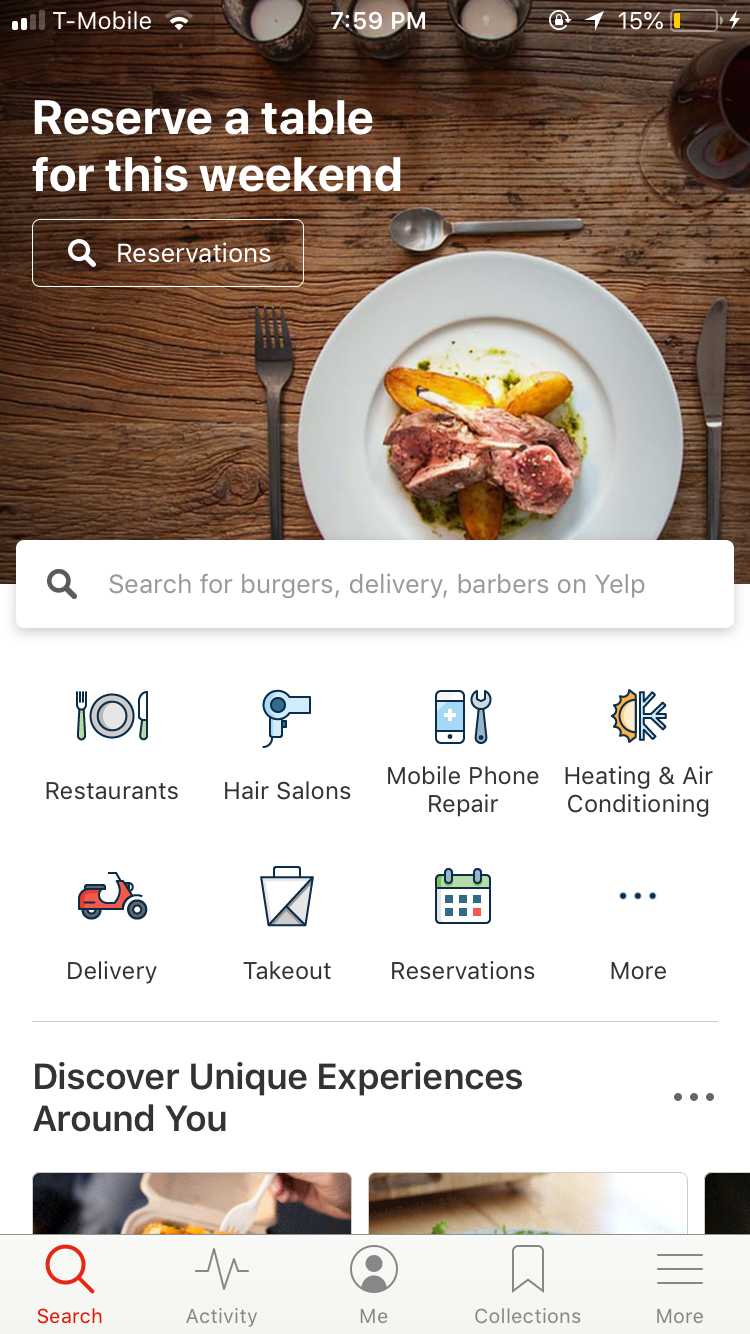 T-Mobile 7:59 PM 15%
Reserve a table
for this weekend
Reservations
Search for burgers, delivery, barbers on Yelp
Restaurants
Hair Salons
Mobile Phone
Repair
Heating & Air
Conditioning
Delivery
Takeout
Reservations
More
Discover Unique Experiences
Around You
Search
Activity
Me
Collections
More